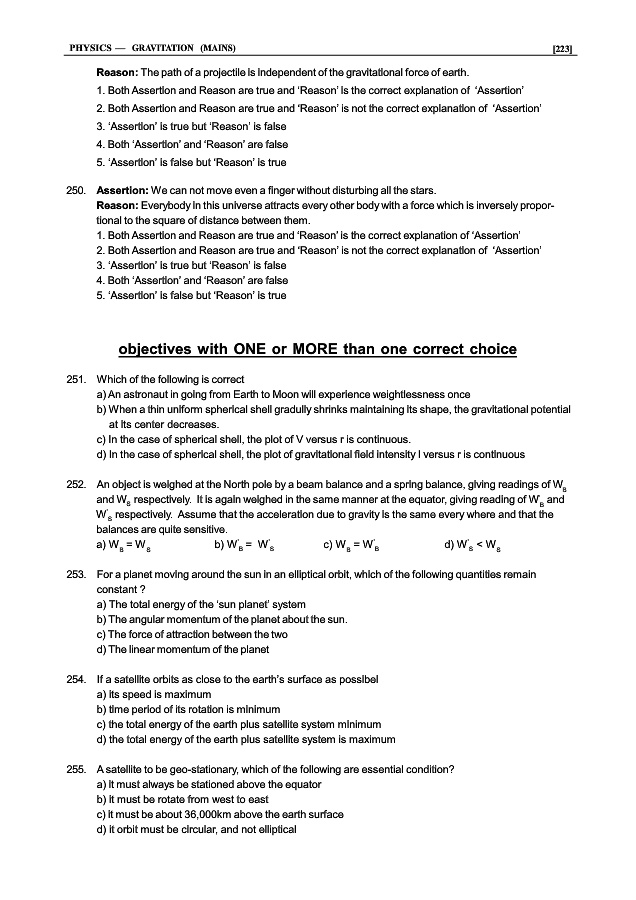 PHYSICS — GRAVITATION (MAINS) [223]
Reason: The path of a projectile is independent of the gravitational force of earth.
1. Both Assertion and Reason are true and ‘Reason’ is the correct explanation of ‘Assertion’
2. Both Assertion and Reason are true and ‘Reason’ is not the correct explanation of ‘Assertion’
3. ‘Assertion’ is true but ‘Reason’ is false
4. Both ‘Assertion’ and ‘Reason’ are false
5. ‘Assertion’ is false but ‘Reason’ is true
250. Assertion: We can not move even a finger without disturbing all the stars.
Reason: Everybody in this universe attracts every other body with a force which is inversely propor-
tional to the square of distance between them.
1. Both Assertion and Reason are true and ‘Reason’ is the correct explanation of ‘Assertion’
2. Both Assertion and Reason are true and ‘Reason’ is not the correct explanation of ‘Assertion’
3. ‘Assertion’ is true but ‘Reason’ is false
4. Both ‘Assertion’ and ‘Reason’ are false
5. ‘Assertion’ is false but ‘Reason’ is true
objectives with ONE or MORE than one correct choice
251. Which of the following is correct
a) An astronaut in going from Earth to Moon will experience weightlessness once
b) When a thin uniform spherical shell gradully shrinks maintaining its shape, the gravitational potential
at its center decreases.
c) In the case of spherical shell, the plot of V versus r is continuous.
d) In the case of spherical shell, the plot of gravitational field intensity I versus r is continuous
252. An object is weighed at the North pole by a beam balance and a spring balance, giving readings of W_B
and W_S respectively. It is again weighed in the same manner at the equator, giving reading of W'_B and
W'_S respectively. Assume that the acceleration due to gravity is the same every where and that the
balances are quite sensitive.
a) W_B = W_S b) W'_B = W'_S c) W_B = W'_B d) W'_S < W_S
253. For a planet moving around the sun in an elliptical orbit, which of the following quantities remain
constant ?
a) The total energy of the ‘sun planet’ system
b) The angular momentum of the planet about the sun.
c) The force of attraction between the two
d) The linear momentum of the planet
254. If a satellite orbits as close to the earth’s surface as possibel
a) its speed is maximum
b) time period of its rotation is minimum
c) the total energy of the earth plus satellite system minimum
d) the total energy of the earth plus satellite system is maximum
255. A satellite to be geo-stationary, which of the following are essential condition?
a) it must always be stationed above the equator
b) it must be rotate from west to east
c) it must be about 36,000km above the earth surface
d) it orbit must be circular, and not elliptical